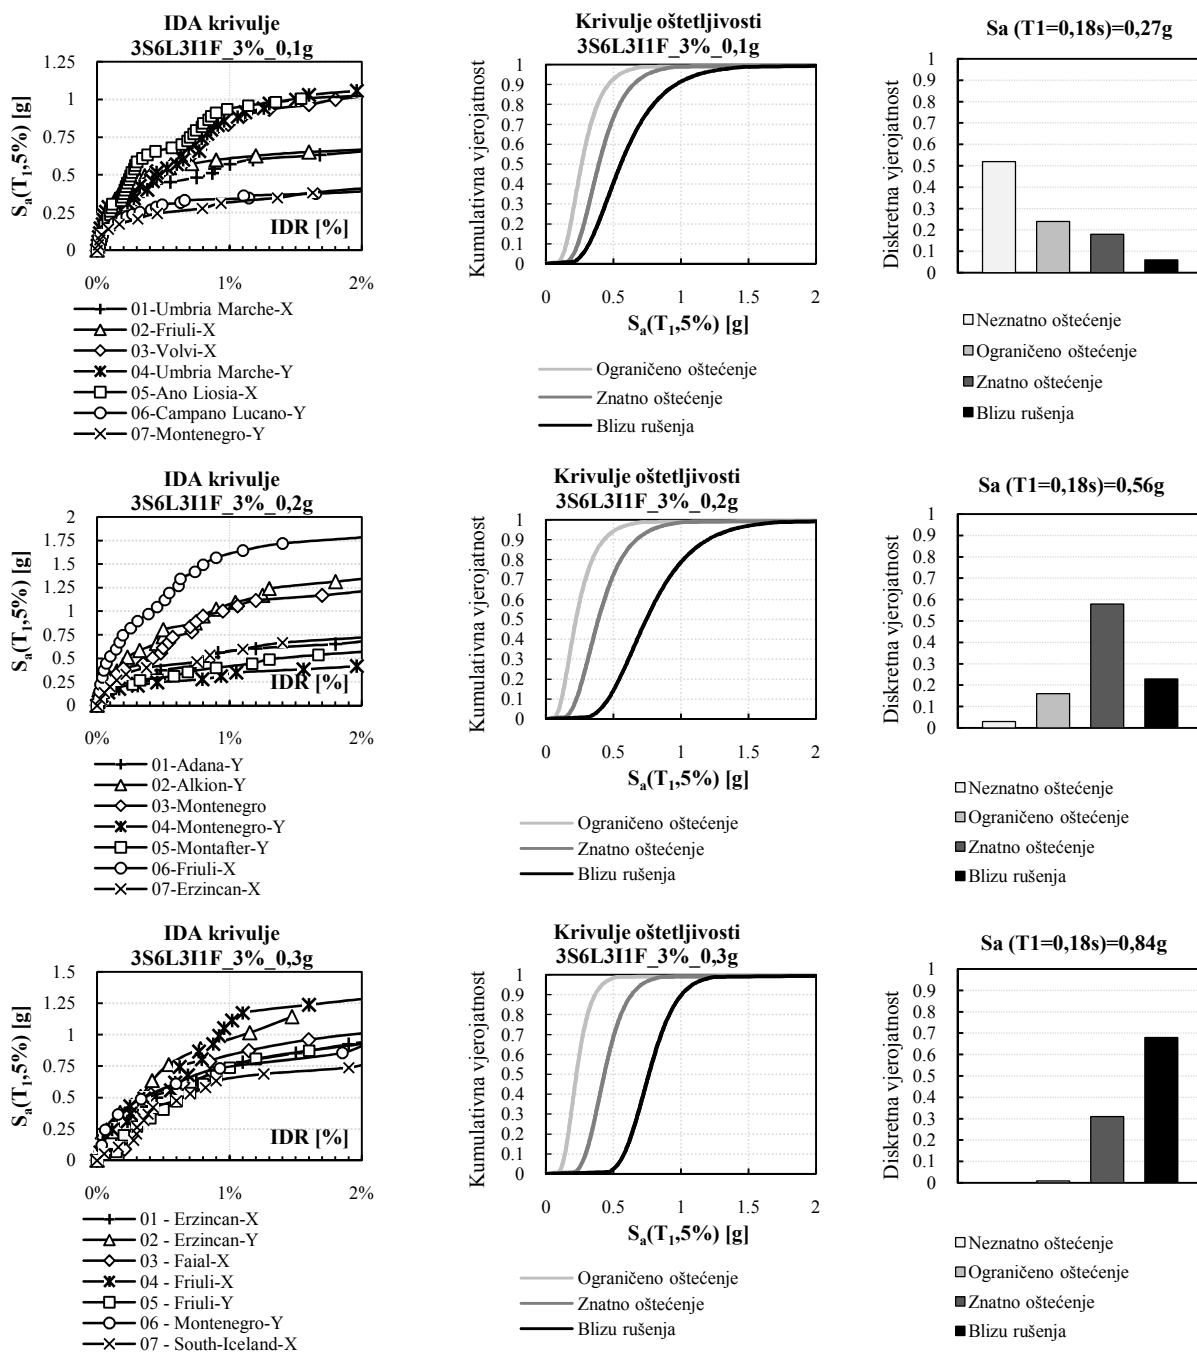 IDA krivulje
3S6L3I1F_3%_0,1g
1.25
1
0.75
0.5
0.25
0
Sa(T1,5%) [g]
IDR [%]
0% 1% 2%
01-Umbria Marche-X
02-Friuli-X
03-Volvi-X
04-Umbria Marche-Y
05-Ano Liosia-X
06-Campano Lucano-Y
07-Montenegro-Y
Krivulje oštetljivosti
3S6L3I1F_3%_0,1g
1
0.9
0.8
0.7
0.6
0.5
0.4
0.3
0.2
0.1
0
Kumulativna vjerojatnost
0 0.5 1 1.5 2
Sa(T1,5%) [g]
Ograničeno oštećenje
Znatno oštećenje
Blizu rušenja
Sa (T1=0,18s)=0,27g
1
0.9
0.8
0.7
0.6
0.5
0.4
0.3
0.2
0.1
0
Diskretna vjerojatnost
Neznatno oštećenje
Ograničeno oštećenje
Znatno oštećenje
Blizu rušenja
IDA krivulje
3S6L3I1F_3%_0,2g
2
1.75
1.5
1.25
1
0.75
0.5
0.25
0
Sa(T1,5%) [g]
IDR [%]
0% 1% 2%
01-Adana-Y
02-Alkion-Y
03-Montenegro
04-Montenegro-Y
05-Montafter-Y
06-Friuli-X
07-Erzincan-X
Krivulje oštetljivosti
3S6L3I1F_3%_0,2g
1
0.9
0.8
0.7
0.6
0.5
0.4
0.3
0.2
0.1
0
Kumulativna vjerojatnost
0 0.5 1 1.5 2
Sa(T1,5%) [g]
Ograničeno oštećenje
Znatno oštećenje
Blizu rušenja
Sa (T1=0,18s)=0,56g
1
0.9
0.8
0.7
0.6
0.5
0.4
0.3
0.2
0.1
0
Diskretna vjerojatnost
Neznatno oštećenje
Ograničeno oštećenje
Znatno oštećenje
Blizu rušenja
IDA krivulje
3S6L3I1F_3%_0,3g
1.5
1.25
1
0.75
0.5
0.25
0
Sa(T1,5%) [g]
IDR [%]
0% 1% 2%
01 - Erzincan-X
02 - Erzincan-Y
03 - Faial-X
04 - Friuli-X
05 - Friuli-Y
06 - Montenegro-Y
07 - South-Iceland-X
Krivulje oštetljivosti
3S6L3I1F_3%_0,3g
1
0.9
0.8
0.7
0.6
0.5
0.4
0.3
0.2
0.1
0
Kumulativna vjerojatnost
0 0.5 1 1.5 2
Sa(T1,5%) [g]
Ograničeno oštećenje
Znatno oštećenje
Blizu rušenja
Sa (T1=0,18s)=0,84g
1
0.9
0.8
0.7
0.6
0.5
0.4
0.3
0.2
0.1
0
Diskretna vjerojatnost
Neznatno oštećenje
Ograničeno oštećenje
Znatno oštećenje
Blizu rušenja